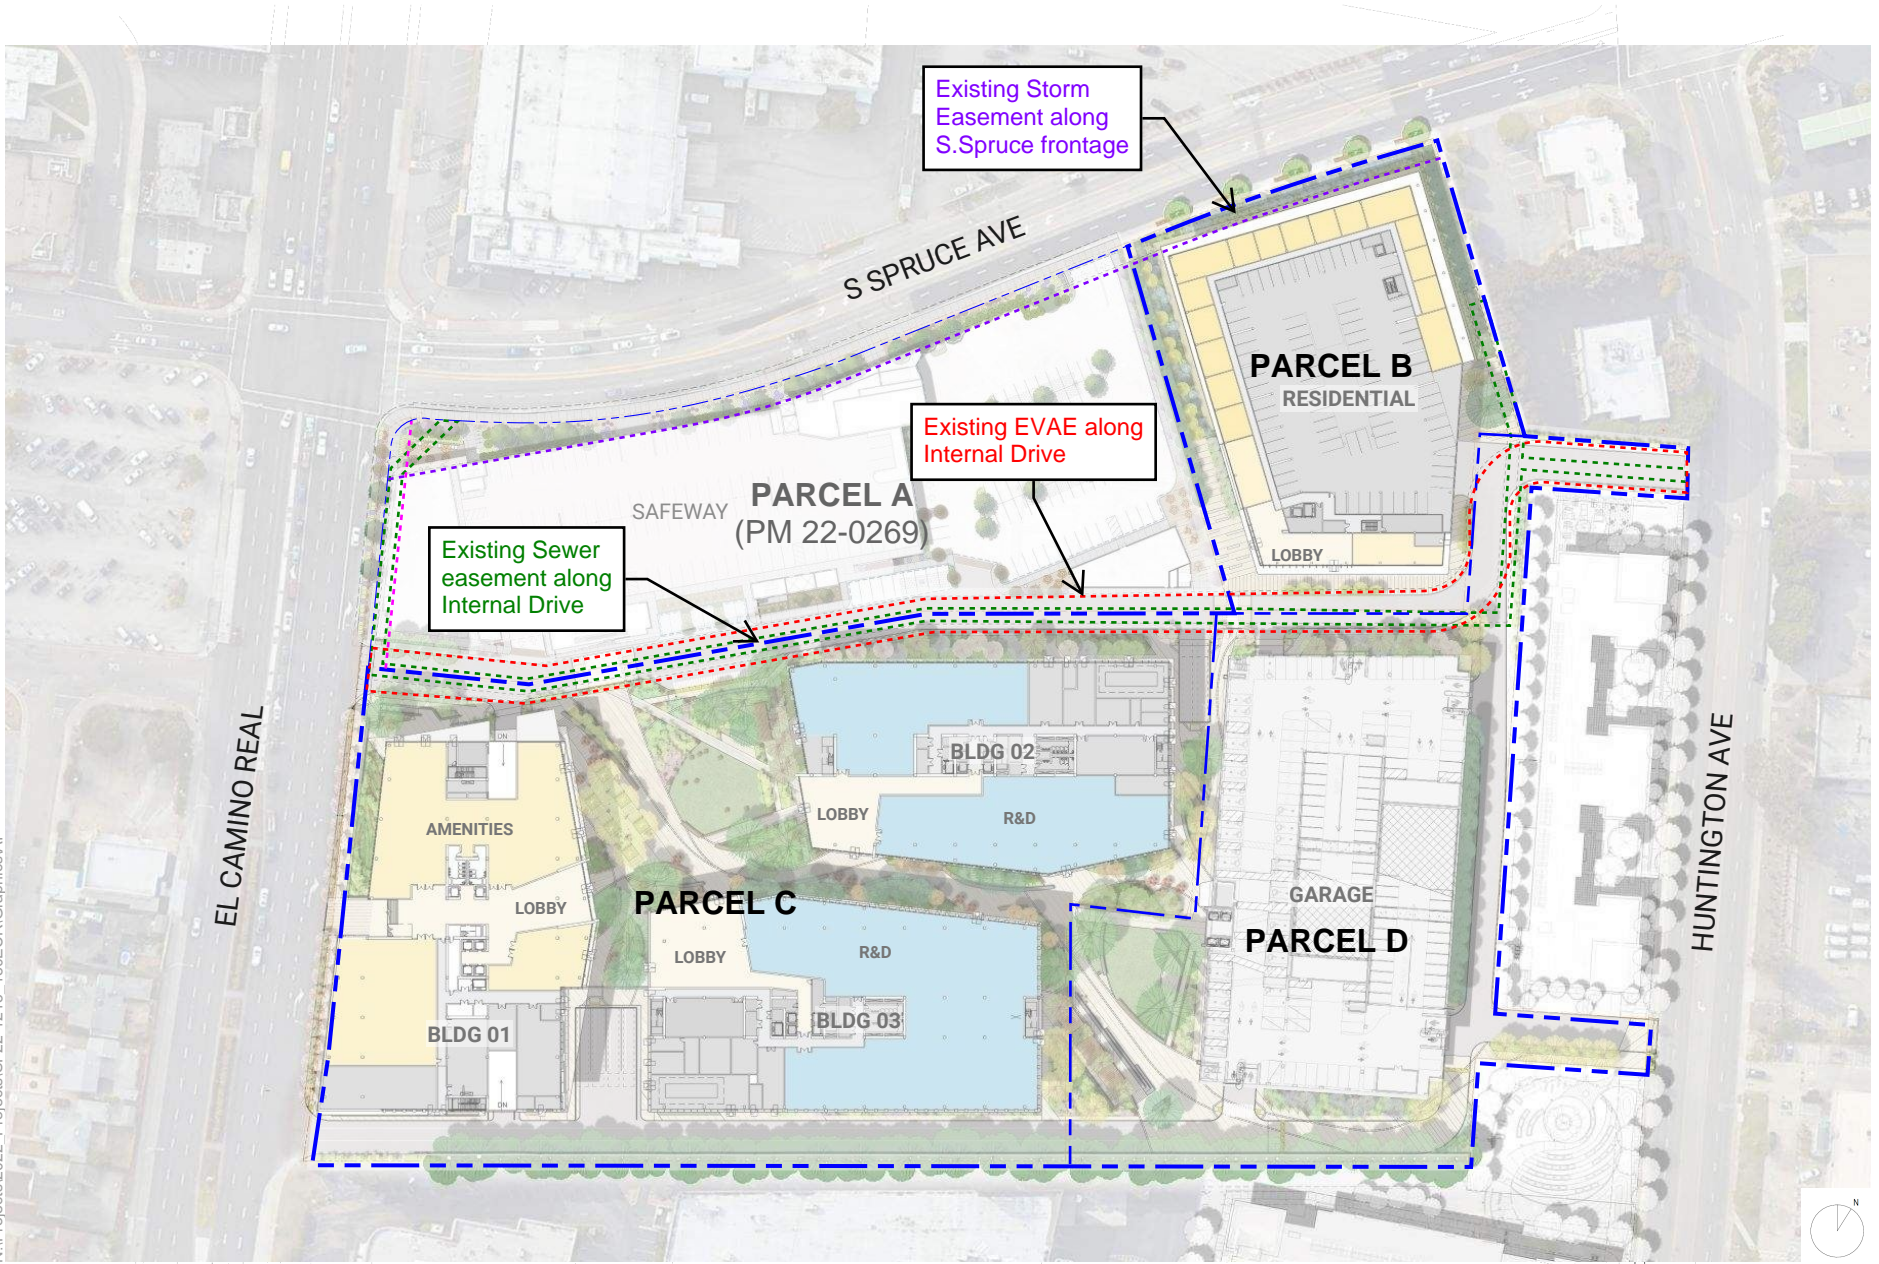 Existing Storm
Easement along
S.Spruce frontage
S SPRUCE AVE
PARCEL B
RESIDENTIAL
Existing EVAE along
Internal Drive
SAFEWAY
PARCEL A
(PM 22-0269)
Existing Sewer
easement along
Internal Drive
LOBBY
EL CAMINO REAL
HUNTINGTON AVE
DN
BLDG 02
AMENITIES
LOBBY
R&D
LOBBY
PARCEL C
GARAGE
PARCEL D
LOBBY
R&D
BLDG 01
BLDG 03
DN
N